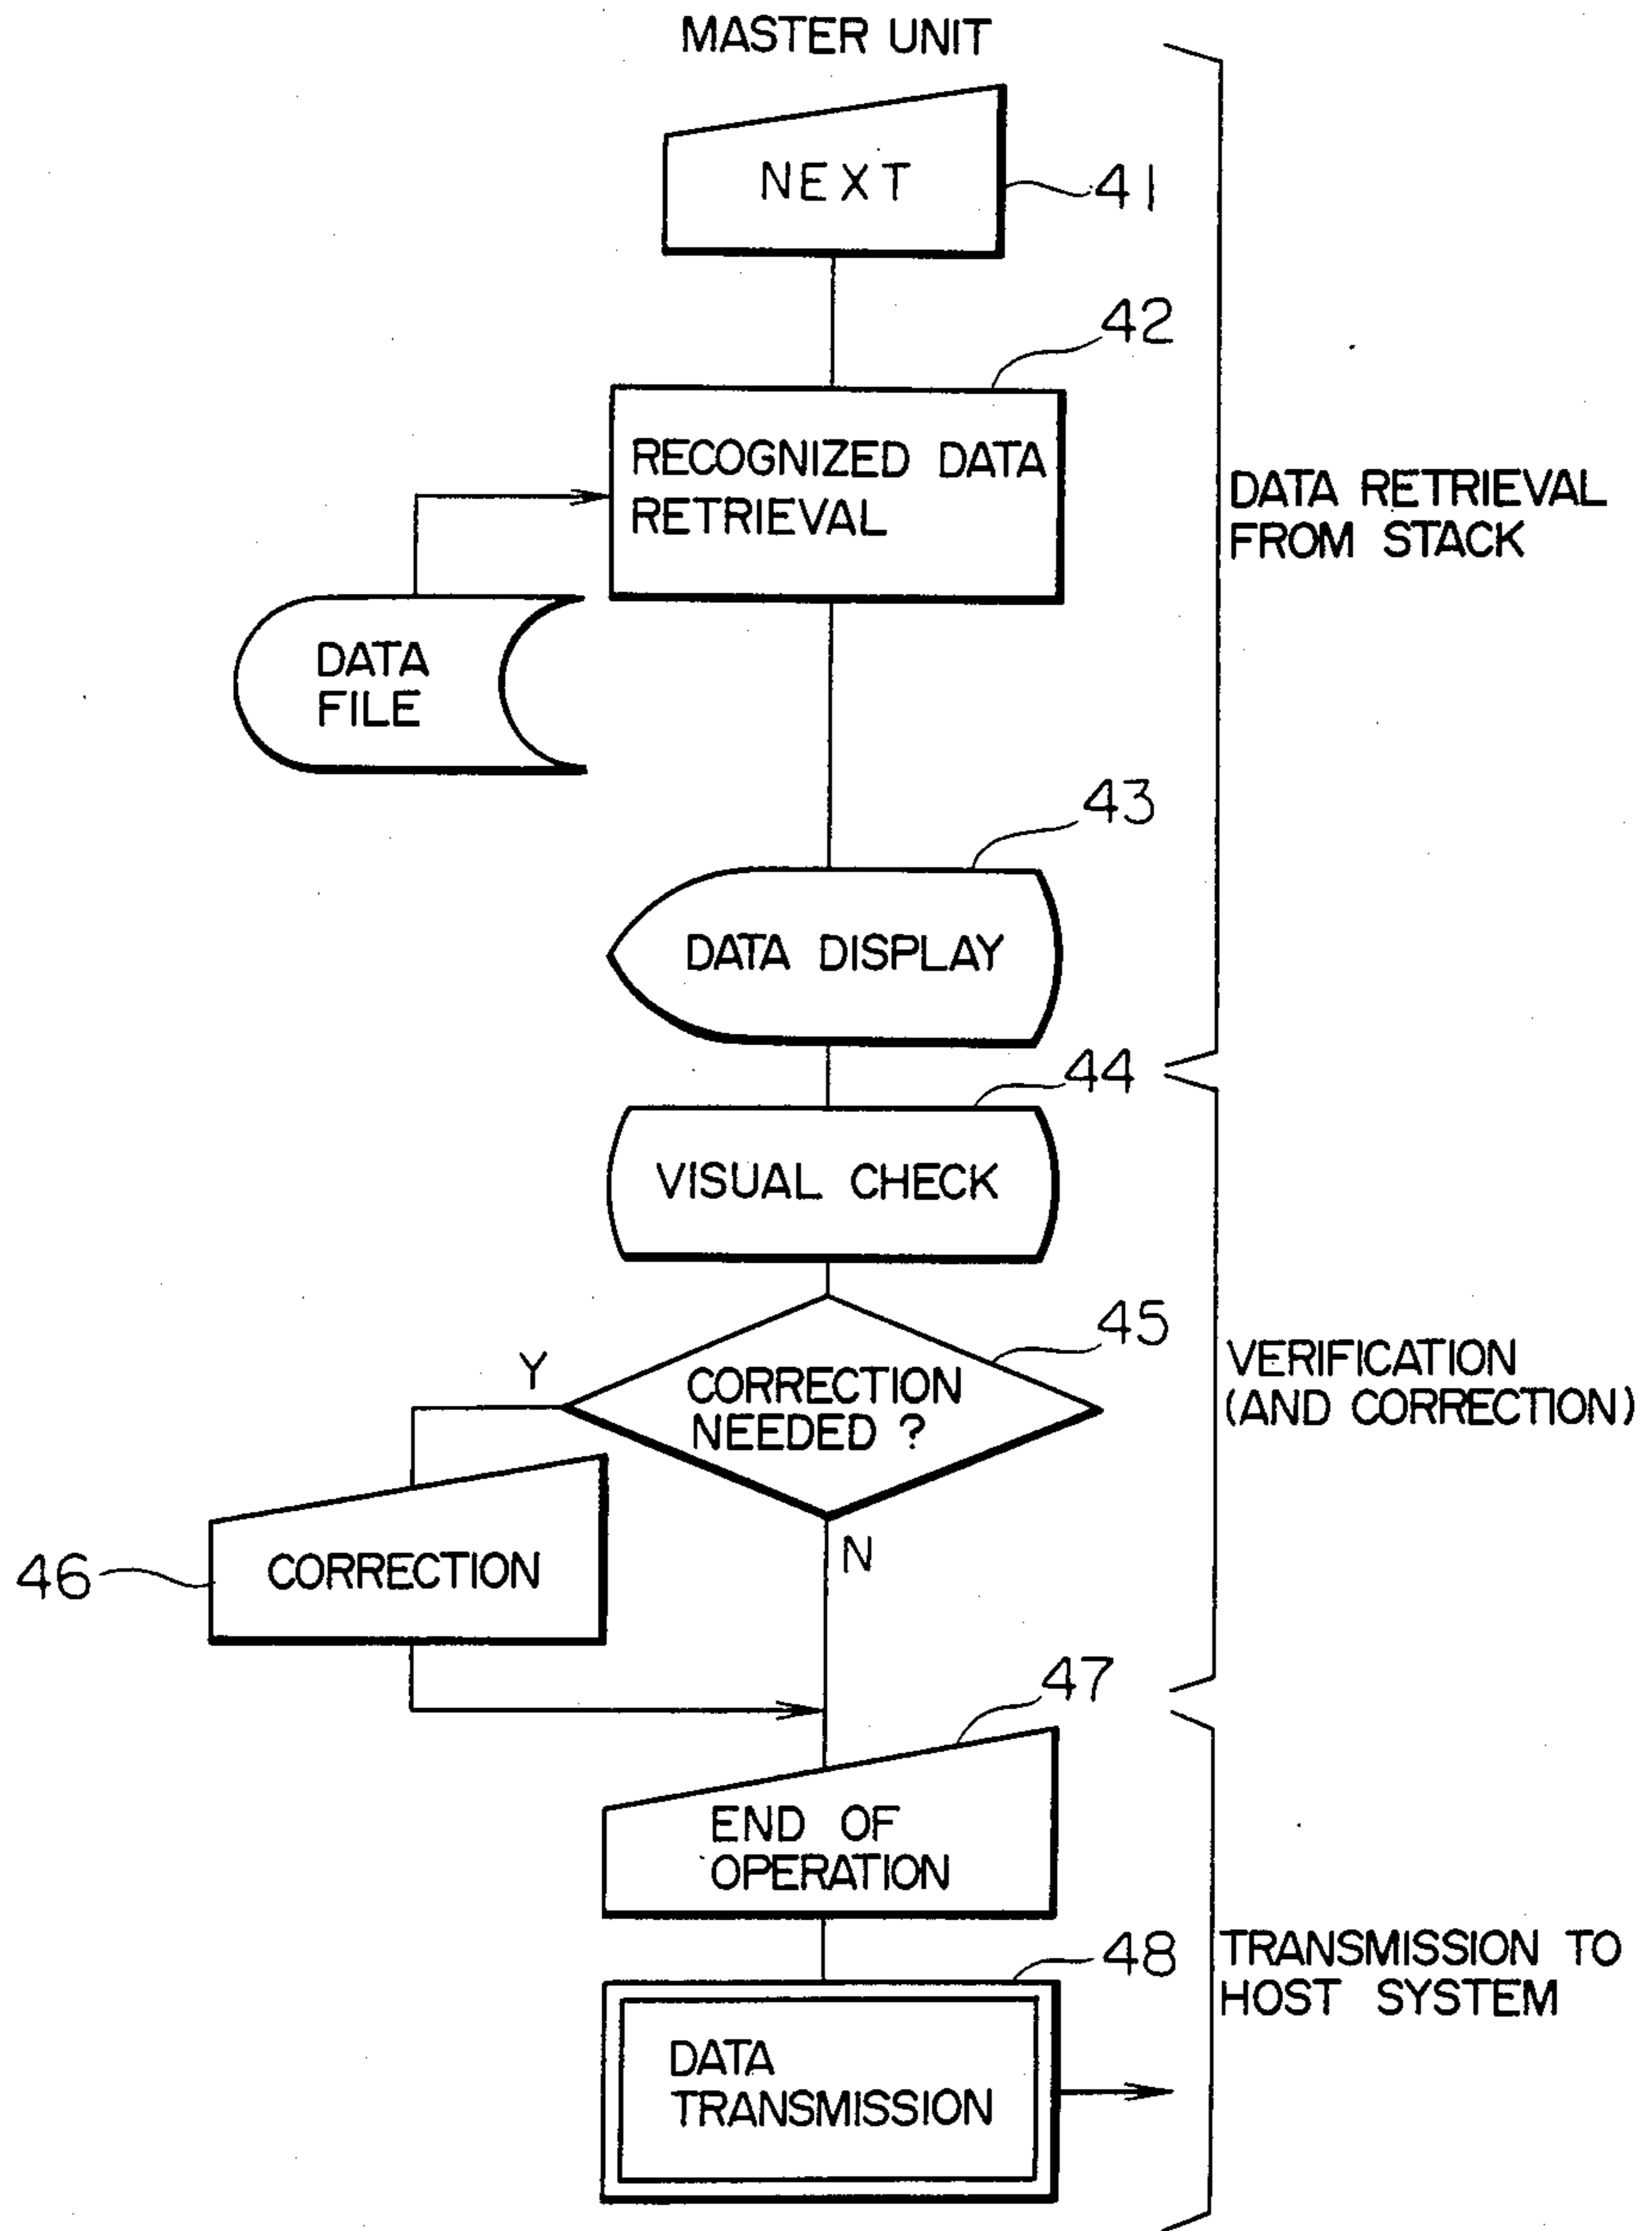 MASTER UNIT
NEXT
41
42
RECOGNIZED DATA
RETRIEVAL
DATA RETRIEVAL
FROM STACK
DATA
FILE
43
DATA DISPLAY
44
VISUAL CHECK
45
Y
CORRECTION
NEEDED ?
VERIFICATION
(AND CORRECTION)
N
46
CORRECTION
47
END OF
OPERATION
48
TRANSMISSION TO
HOST SYSTEM
DATA
TRANSMISSION